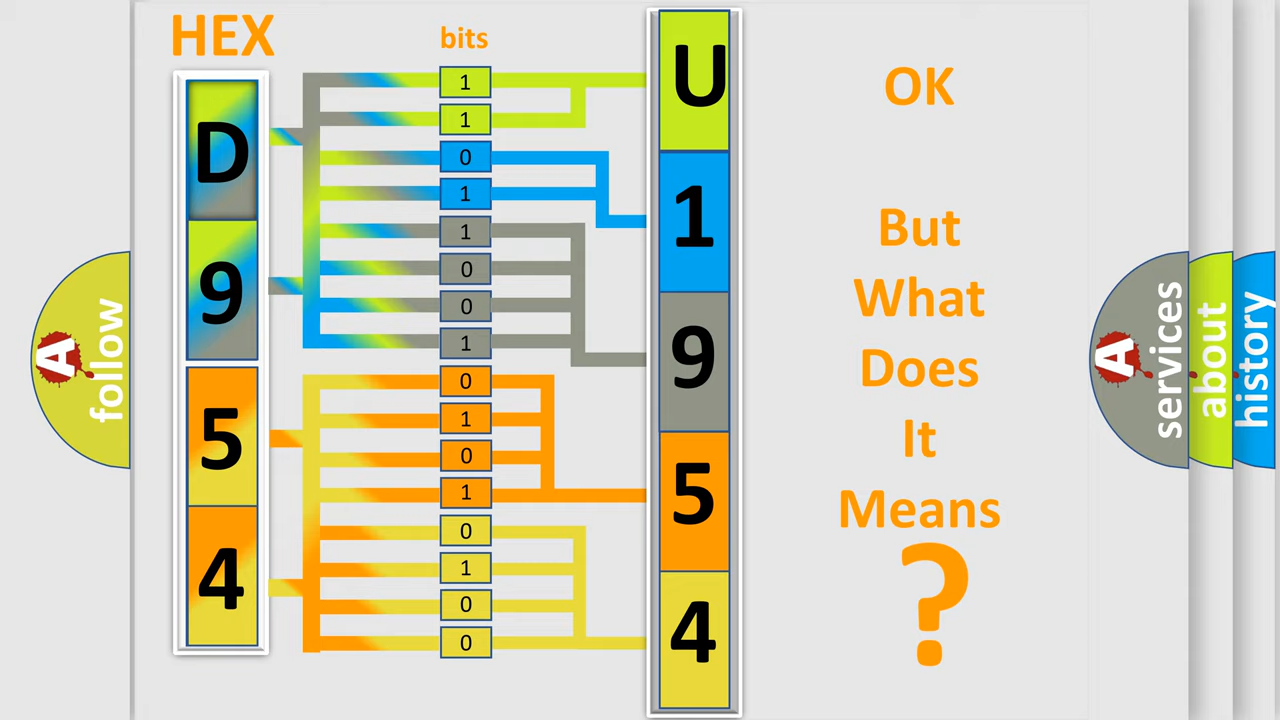 HEX
bits
D
9
5
4
1
1
0
1
1
0
0
1
0
1
0
1
0
1
0
0
U
1
9
5
4
OK
But
What
Does
It
Means
?
A
follow
A
services
about
history